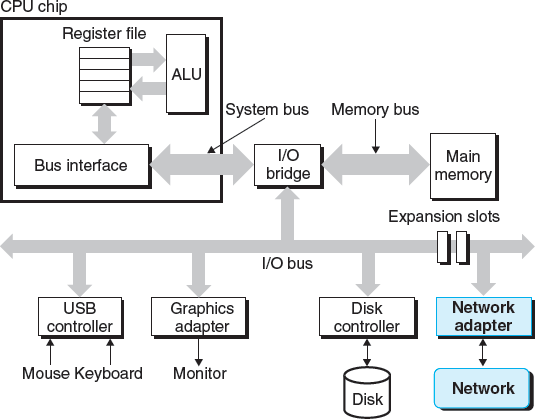 CPU chip
Register file
ALU
System bus
Memory bus
Bus interface
I/O
bridge
Main
memory
Expansion slots
I/O bus
USB
controller
Graphics
adapter
Disk
controller
Network
adapter
Mouse Keyboard
Monitor
Disk
Network